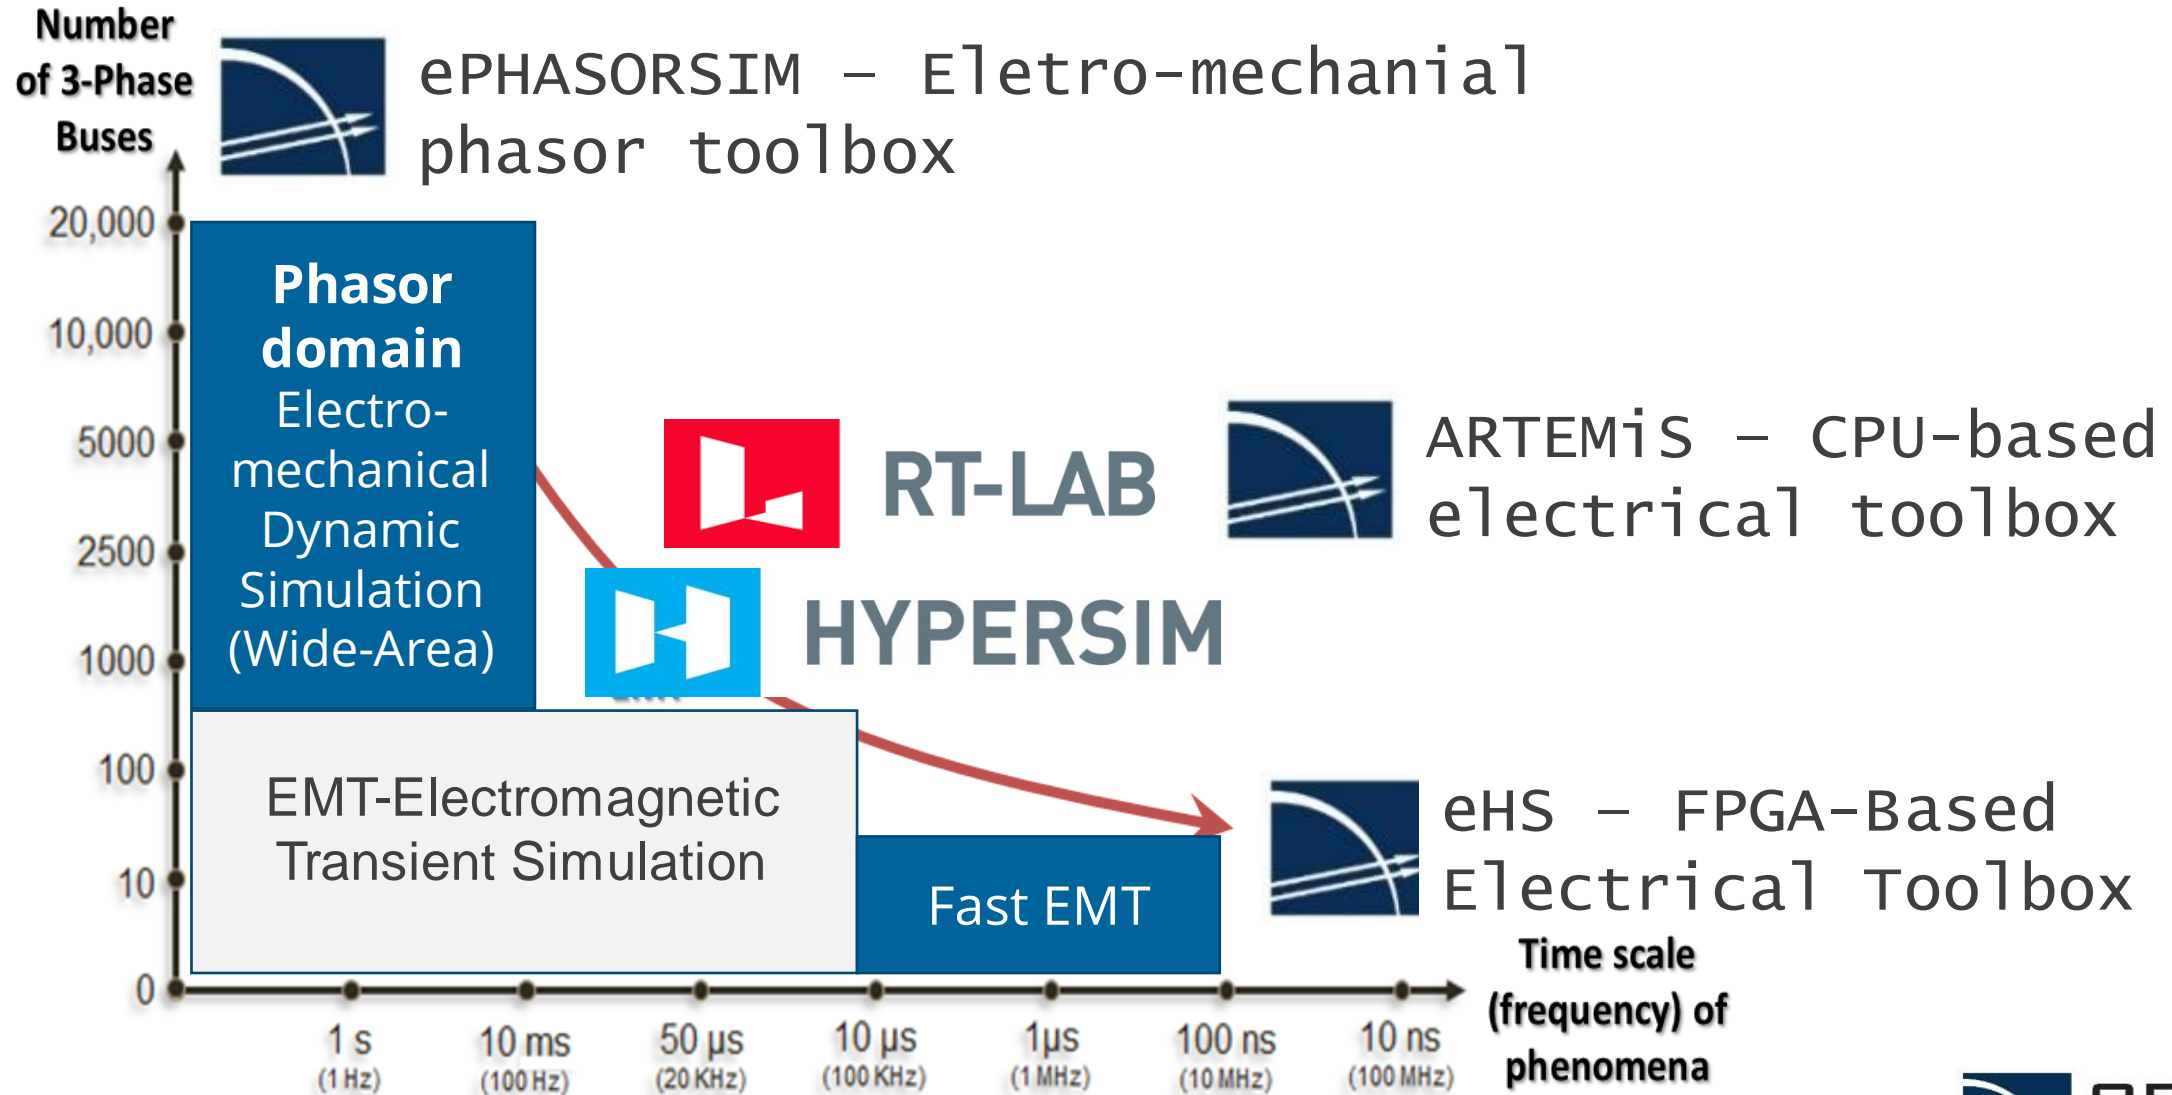 Number
of 3-Phase
Buses
ePHASORSIM – Eletro-mechanial
phasor toolbox
20,000
10,000
5000
2500
1000
100
10
0
Phasor
domain
Electro-
mechanical
Dynamic
Simulation
(Wide-Area)
RT-LAB
HYPERSIM
ARTEMiS – CPU-based
electrical toolbox
EMT-Electromagnetic
Transient Simulation
Fast EMT
eHS – FPGA-Based
Electrical Toolbox
Time scale
(frequency) of
phenomena
1 s
(1 Hz)
10 ms
(100 Hz)
50 µs
(20 KHz)
10 µs
(100 KHz)
1µs
(1 MHz)
100 ns
(10 MHz)
10 ns
(100 MHz)